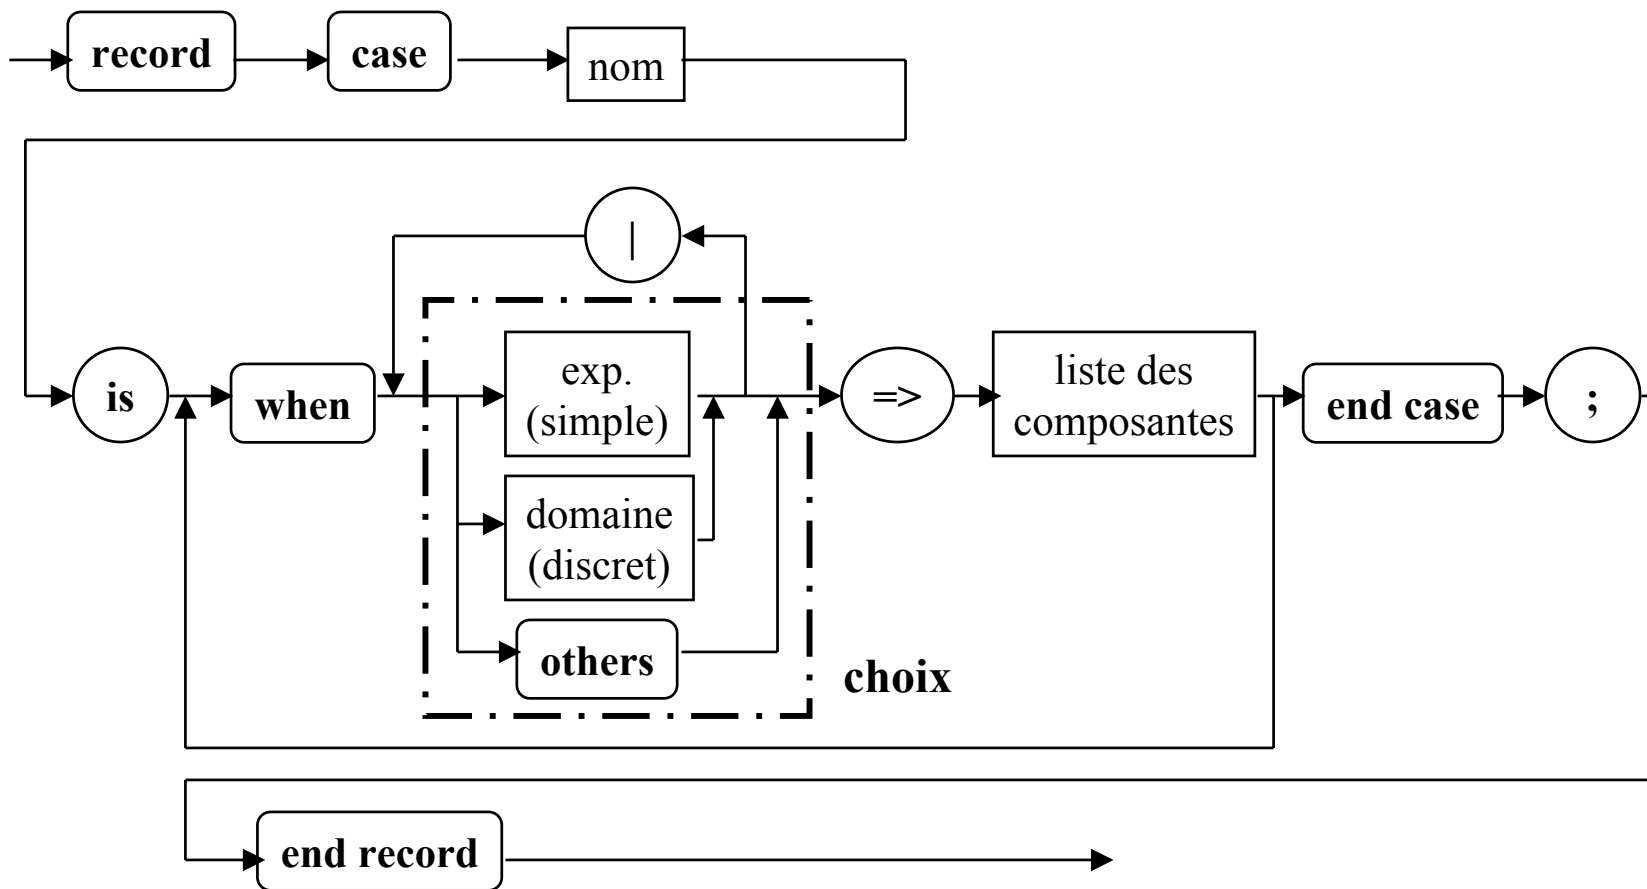 record case nom
|
is when exp. (simple) => liste des composantes end case ;
domaine (discret)
others
choix
end record